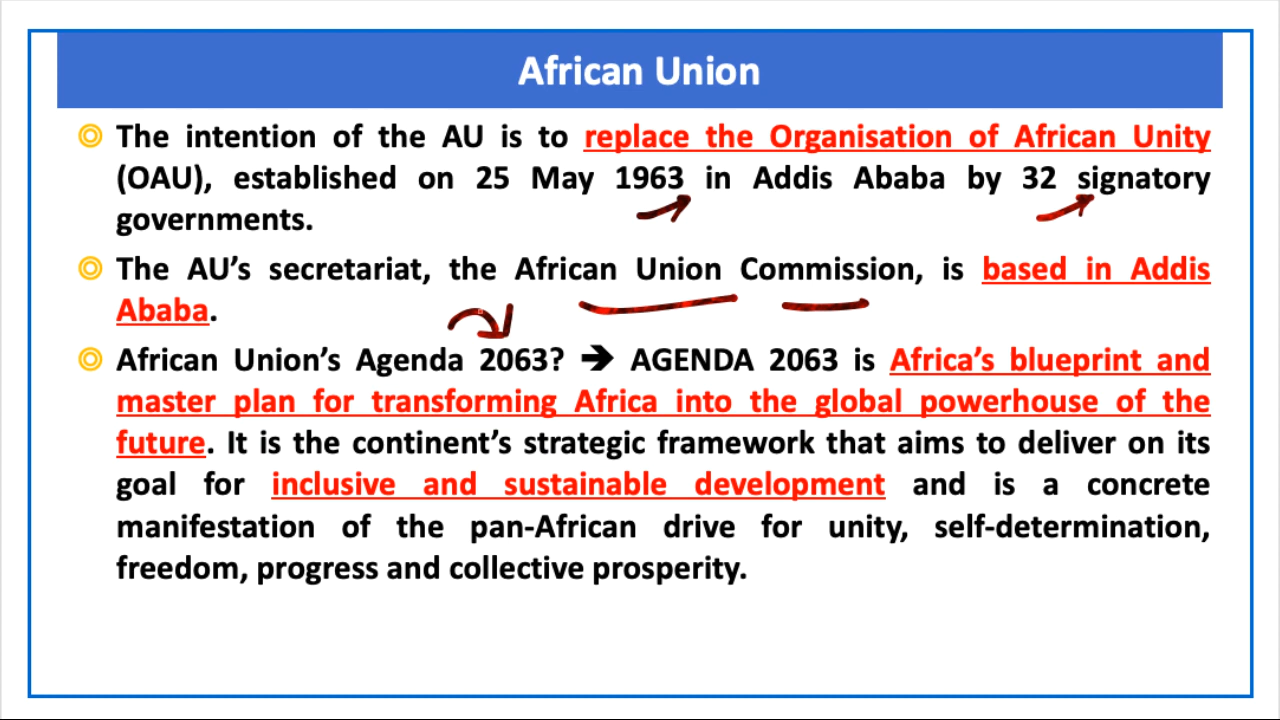 African Union
The intention of the AU is to replace the Organisation of African Unity
(OAU), established on 25 May 1963 in Addis Ababa by 32 signatory
governments.
The AU’s secretariat, the African Union Commission, is based in Addis
Ababa.
African Union’s Agenda 2063? ➔ AGENDA 2063 is Africa’s blueprint and
master plan for transforming Africa into the global powerhouse of the
future. It is the continent’s strategic framework that aims to deliver on its
goal for inclusive and sustainable development and is a concrete
manifestation of the pan-African drive for unity, self-determination,
freedom, progress and collective prosperity.